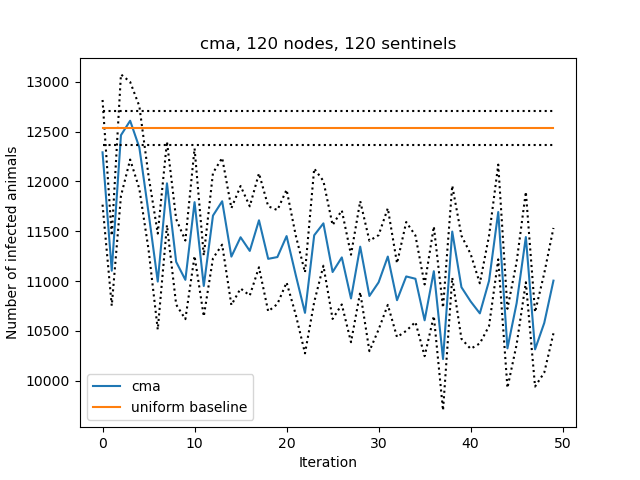 cma, 120 nodes, 120 sentinels
13000
12500
12000
11500
11000
10500
10000
Number of infected animals
cma
uniform baseline
0
10
20
30
40
50
Iteration